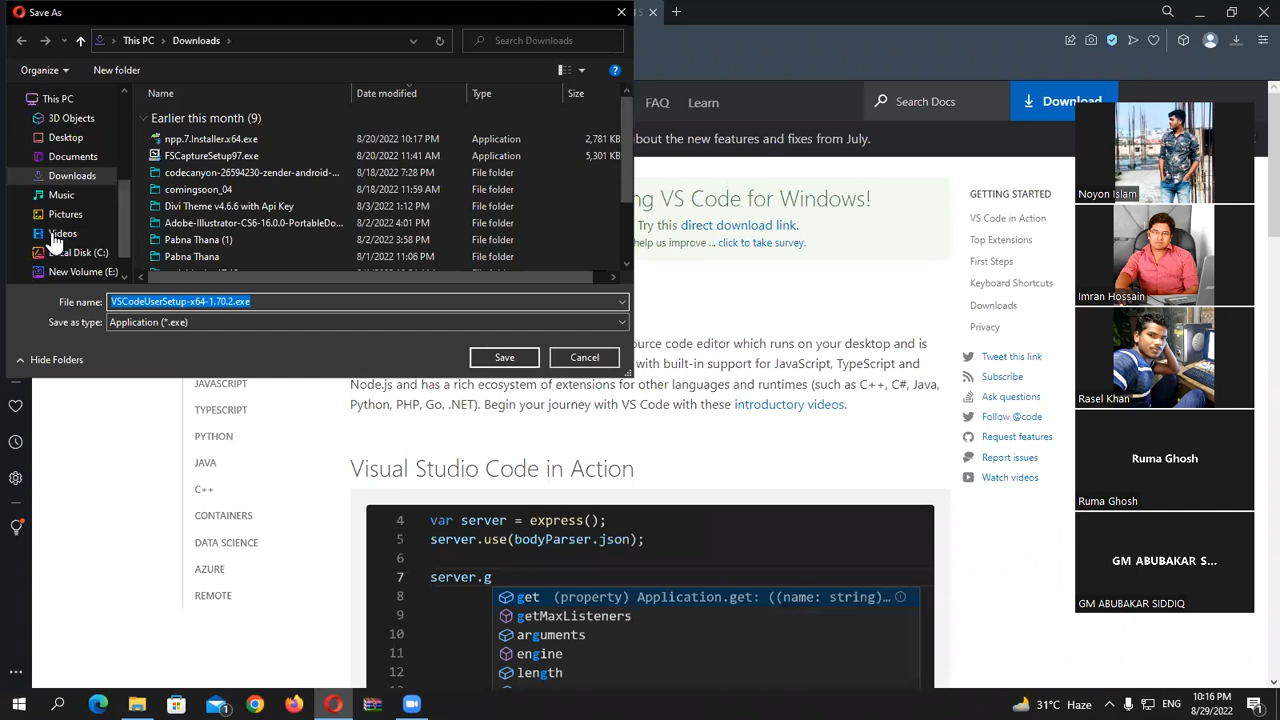 Save As
This PC
Downloads
Search Downloads
Organize
New folder
This PC
3D Objects
Desktop
Documents
Downloads
Music
Pictures
Videos
al Disk (C:)
New Volume (E:)
Name Date modified Type Size
Earlier this month (9)
npp.7.Installer.x64.exe 8/20/2022 10:17 PM Application 2,781 KB
FSCaptureSetup97.exe 8/20/2022 11:41 AM Application 5,301 KB
codecanyon-26594230-zender-android-... 8/18/2022 7:28 PM File folder
comingsoon_04 8/18/2022 11:59 AM File folder
Divi Theme v4.6.6 with Api Key 8/3/2022 1:12 PM File folder
Adobe-Illustrator-CS6-16.0.0-PortableDo... 8/2/2022 4:01 PM File folder
Pabna Thana (1) 8/2/2022 3:58 PM File folder
Pabna Thana 8/1/2022 11:06 PM File folder
File name: VSCodeUserSetup-x64-1.70.2.exe
Save as type: Application (*.exe)
Hide Folders
Save
Cancel
FAQ
Learn
Search Docs
Download
about the new features and fixes from July.
ng VS Code for Windows!
Try this direct download link.
help us improve .. click to take survey.
ource code editor which runs on your desktop and is
with built-in support for JavaScript, TypeScript and
Node.js and has a rich ecosystem of extensions for other languages and runtimes (such as C++, C#, Java,
Python, PHP, Go, .NET). Begin your journey with VS Code with these introductory videos.
JAVASCRIPT
TYPESCRIPT
PYTHON
JAVA
C++
CONTAINERS
DATA SCIENCE
AZURE
REMOTE
Visual Studio Code in Action
4 var server = express();
5 server.use(bodyParser.json);
6
7 server.g
8 get (property) Application.get: ((name: string)...
9 getMaxListeners
10 arguments
11 engine
12 length
GETTING STARTED
VS Code in Action
Top Extensions
First Steps
Keyboard Shortcuts
Downloads
Privacy
Tweet this link
Subscribe
Ask questions
Follow @code
Request features
Report issues
Watch videos
Noyon Islam
Imran Hossain
Rasel Khan
Ruma Ghosh
Ruma Ghosh
GM ABUBAKAR S...
GM ABUBAKAR SIDDIQ
31°C Haze
ENG
10:16 PM
8/29/2022